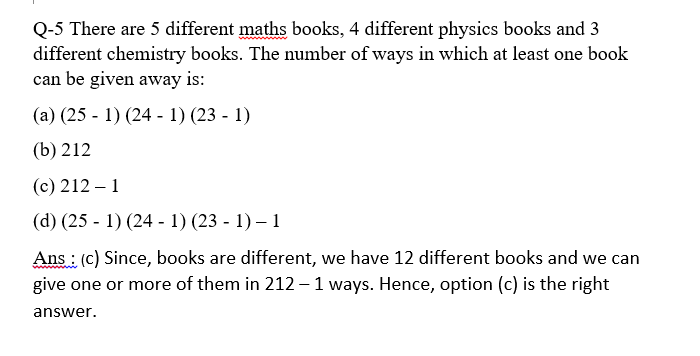 Q-5 There are 5 different maths books, 4 different physics books and 3
different chemistry books. The number of ways in which at least one book
can be given away is:
(a) (25 - 1) (24 - 1) (23 - 1)
(b) 212
(c) 212 – 1
(d) (25 - 1) (24 - 1) (23 - 1) – 1
Ans : (c) Since, books are different, we have 12 different books and we can
give one or more of them in 212 – 1 ways. Hence, option (c) is the right
answer.